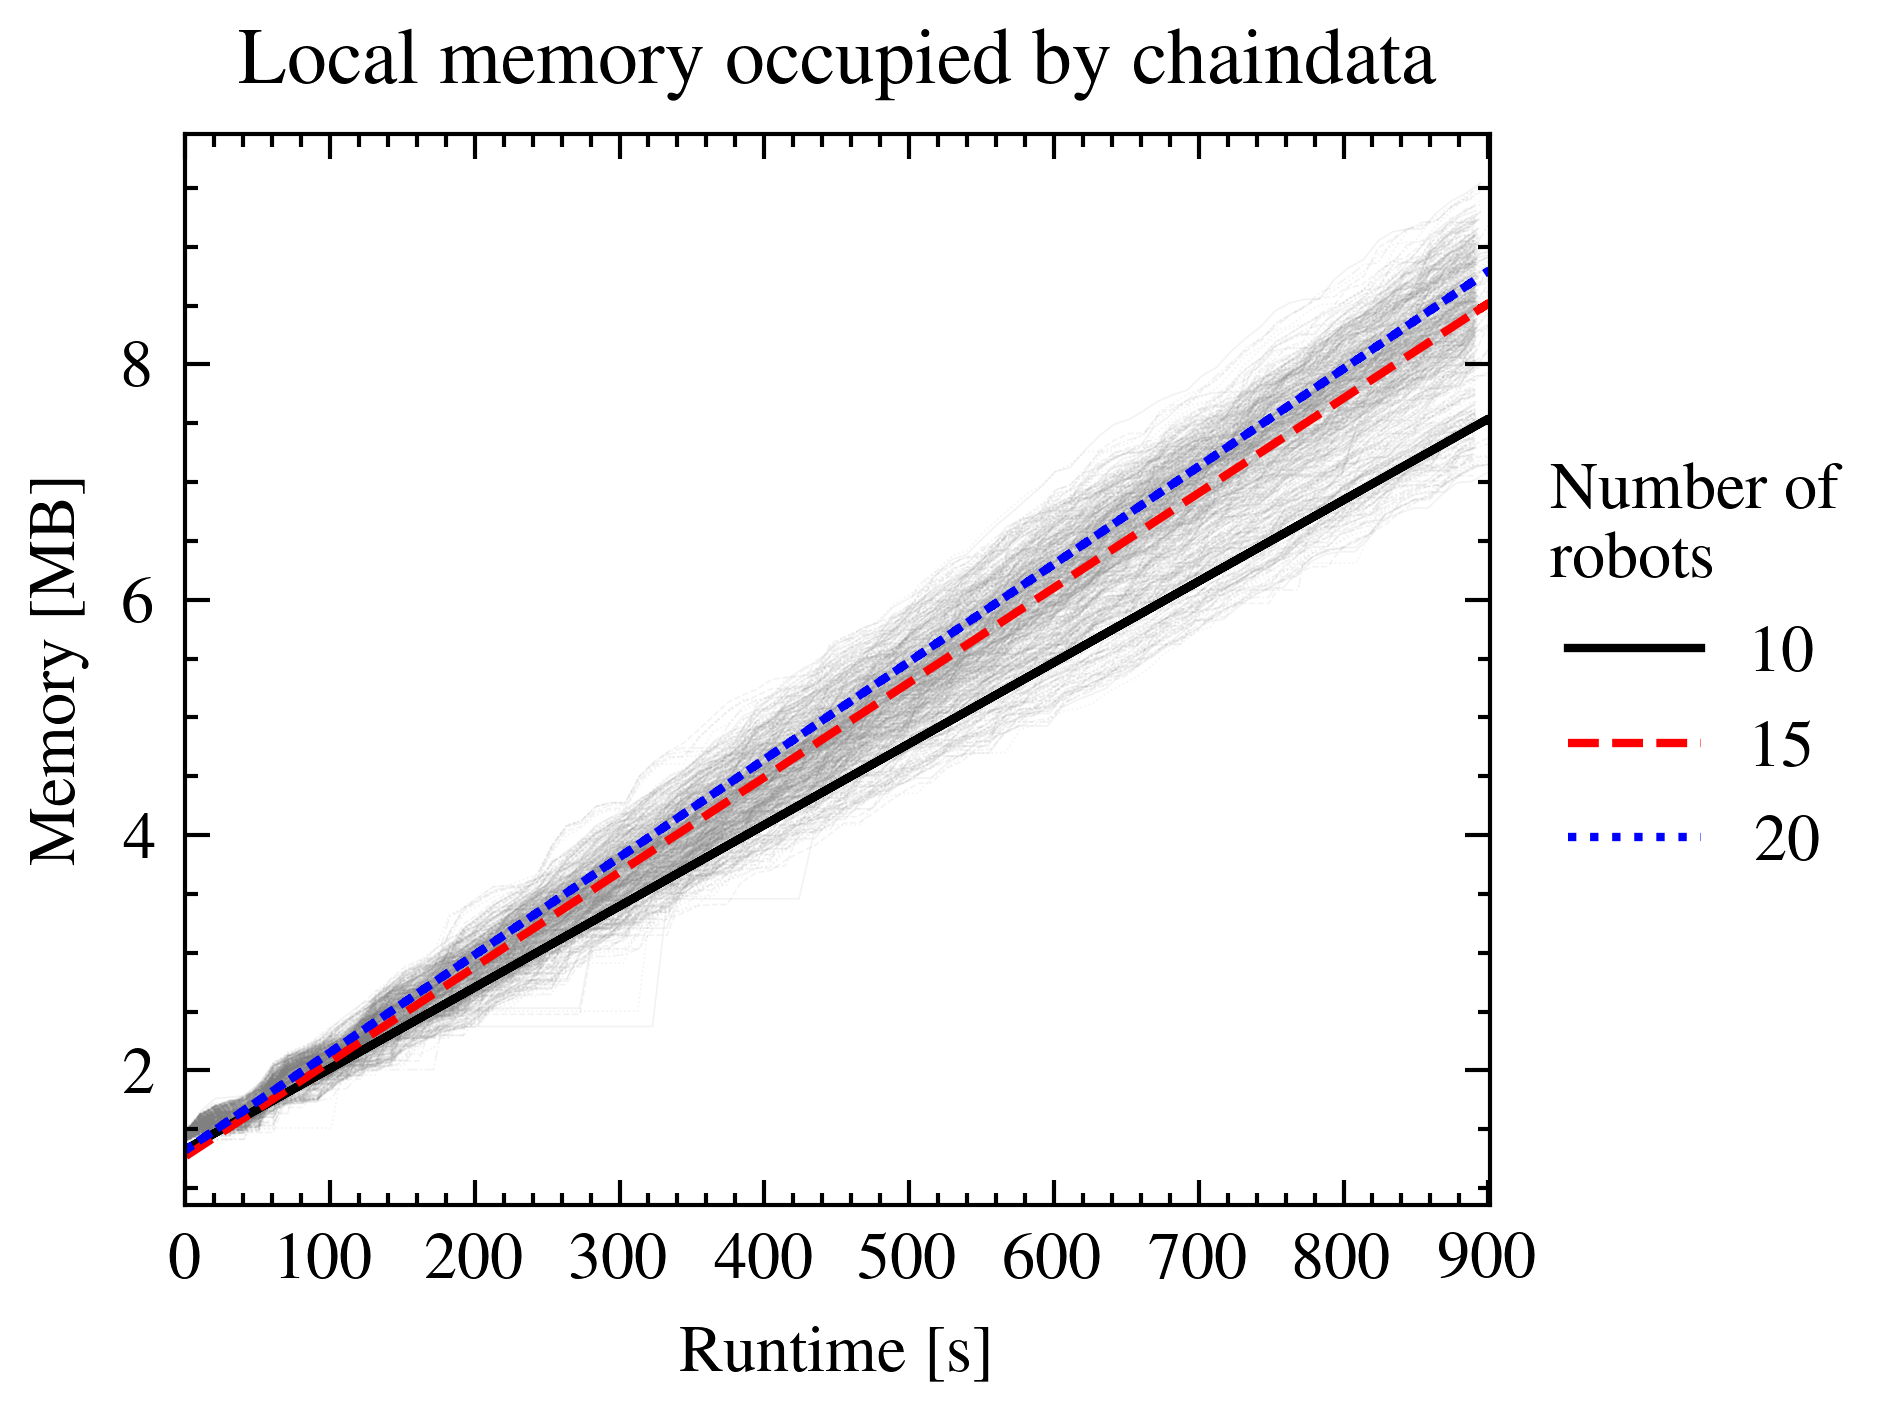 Local memory occupied by chaindata
Memory [MB]
8
6
4
2
0 100 200 300 400 500 600 700 800 900
Runtime [s]
Number of
robots
10
15
20